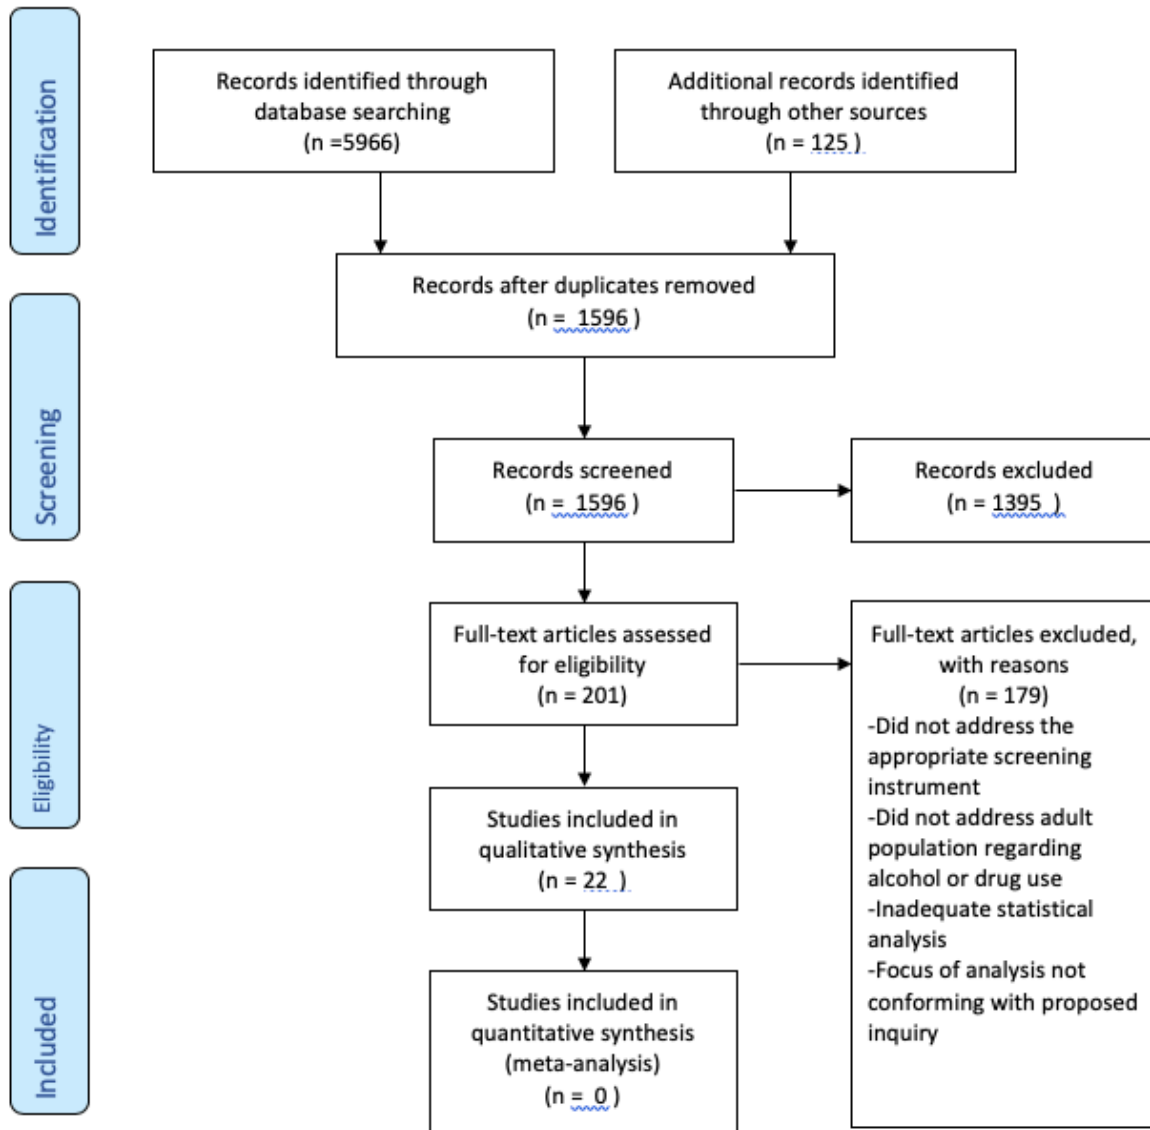 Identification
Records identified through
database searching
(n =5966)
Additional records identified
through other sources
(n = 125 )
Records after duplicates removed
(n = 1596 )
Screening
Records screened
(n = 1596 )
Records excluded
(n = 1395 )
Eligibility
Full-text articles assessed
for eligibility
(n = 201)
Full-text articles excluded,
with reasons
(n = 179)
-Did not address the
appropriate screening
instrument
-Did not address adult
population regarding
alcohol or drug use
-Inadequate statistical
analysis
-Focus of analysis not
conforming with proposed
inquiry
Studies included in
qualitative synthesis
(n = 22 )
Included
Studies included in
quantitative synthesis
(meta-analysis)
(n = 0 )